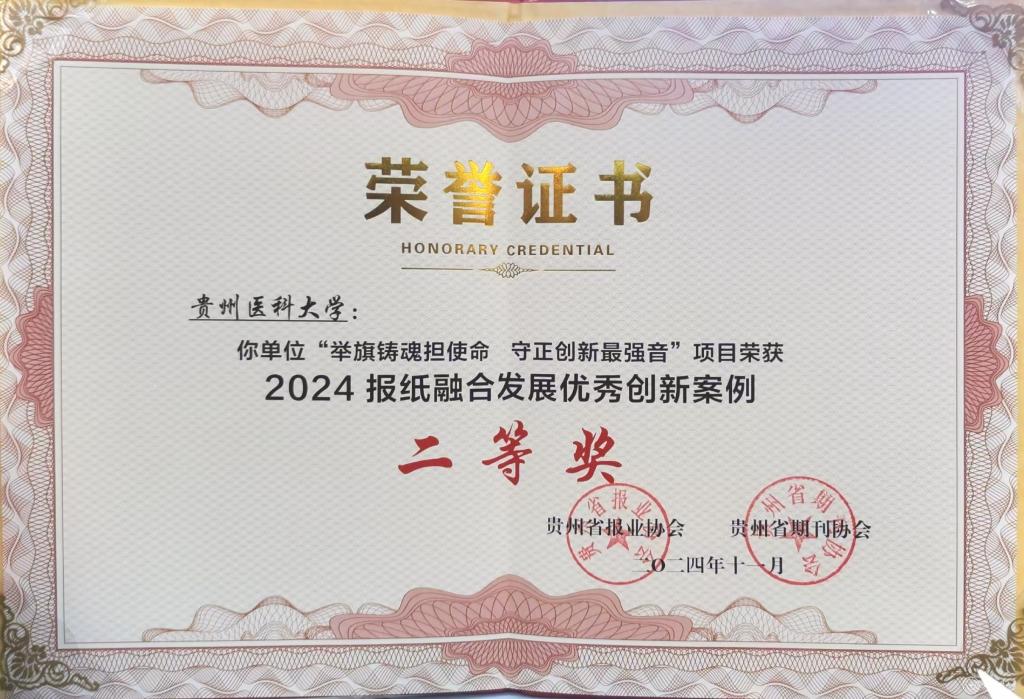 荣誉证书
HONORARY CREDENTIAL
贵州医科大学：
你单位“举旗铸魂担使命 守正创新最强音”项目荣获
2024 报纸融合发展优秀创新案例
二等奖
贵州省报业协会 贵州省期刊协会
二〇二四年十一月